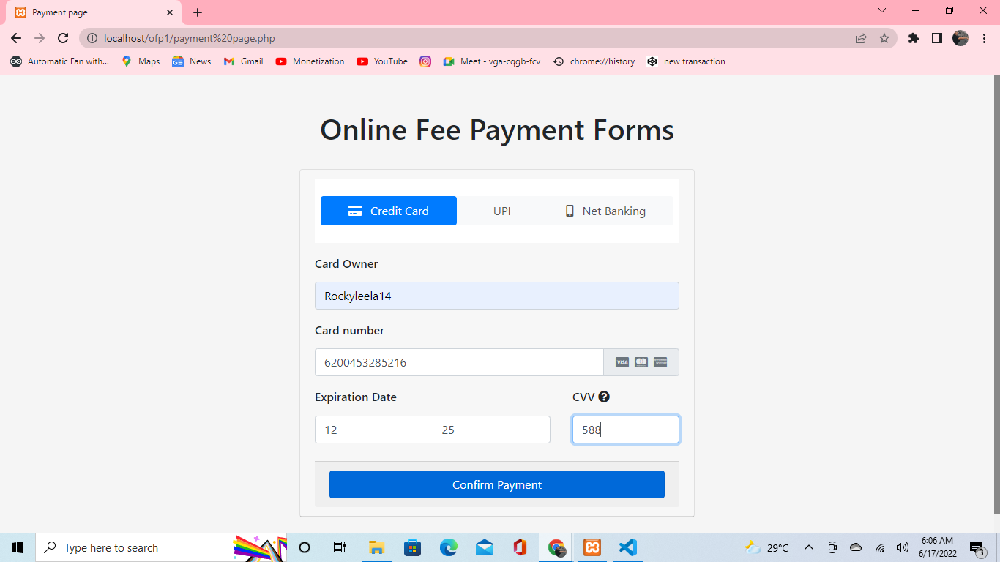 Payment page
localhost/ofp1/payment%20page.php
Automatic Fan with... Maps News Gmail Monetization YouTube Meet - vga-cqgb-fcv chrome://history new transaction
Online Fee Payment Forms
Credit Card UPI Net Banking
Card Owner
Rockyleela14
Card number
6200453285216
VISA
Expiration Date CVV
12 25 588
Confirm Payment
Type here to search
29°C
6:06 AM
6/17/2022
3